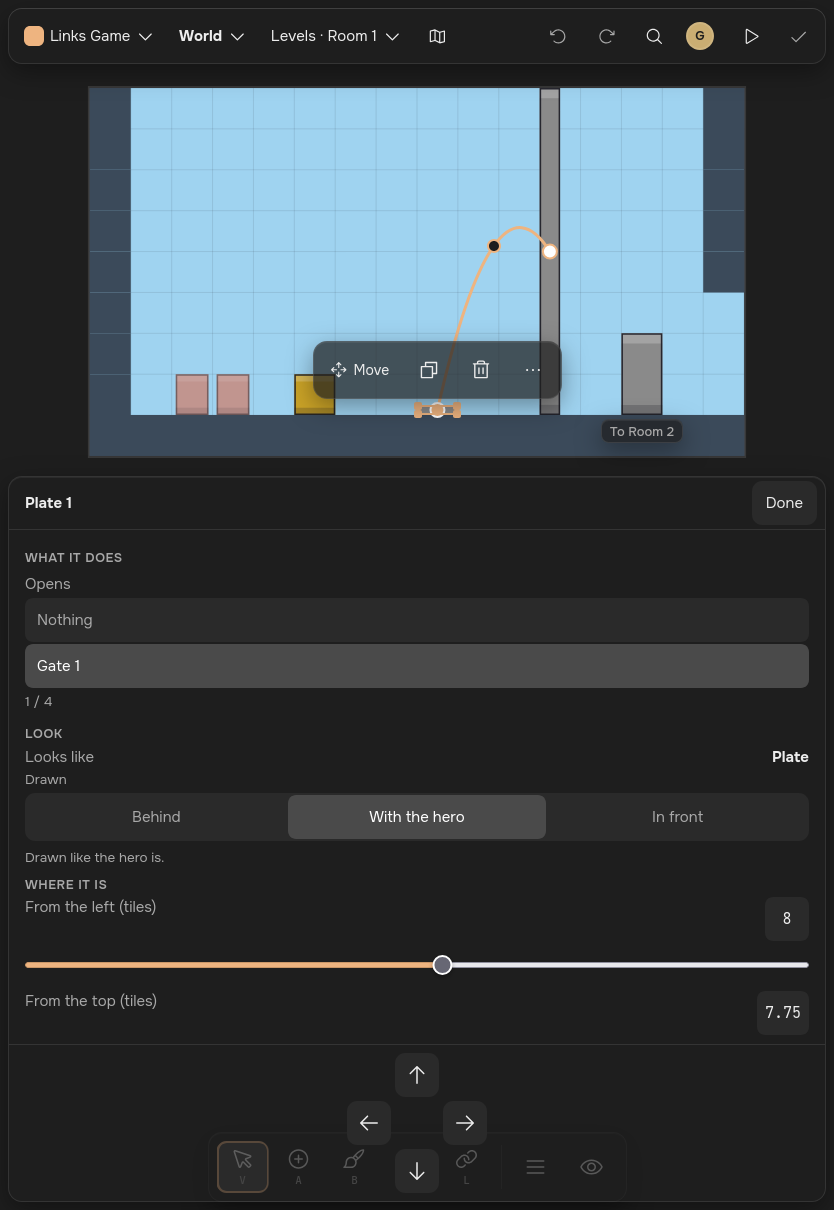 Links Game
World
Levels · Room 1
G
Move
To Room 2
Plate 1
Done
WHAT IT DOES
Opens
Nothing
Gate 1
1 / 4
LOOK
Looks like
Plate
Drawn
Behind
With the hero
In front
Drawn like the hero is.
WHERE IT IS
From the left (tiles)
8
From the top (tiles)
7.75
V
A
B
L